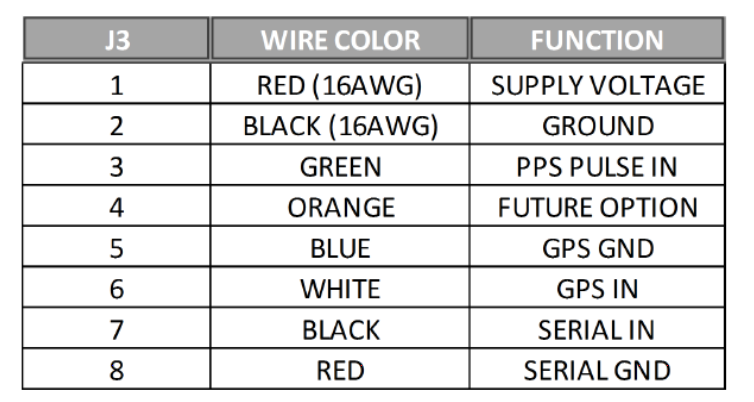 J3 WIRE COLOR FUNCTION
1 RED (16AWG) SUPPLY VOLTAGE
2 BLACK (16AWG) GROUND
3 GREEN PPS PULSE IN
4 ORANGE FUTURE OPTION
5 BLUE GPS GND
6 WHITE GPS IN
7 BLACK SERIAL IN
8 RED SERIAL GND